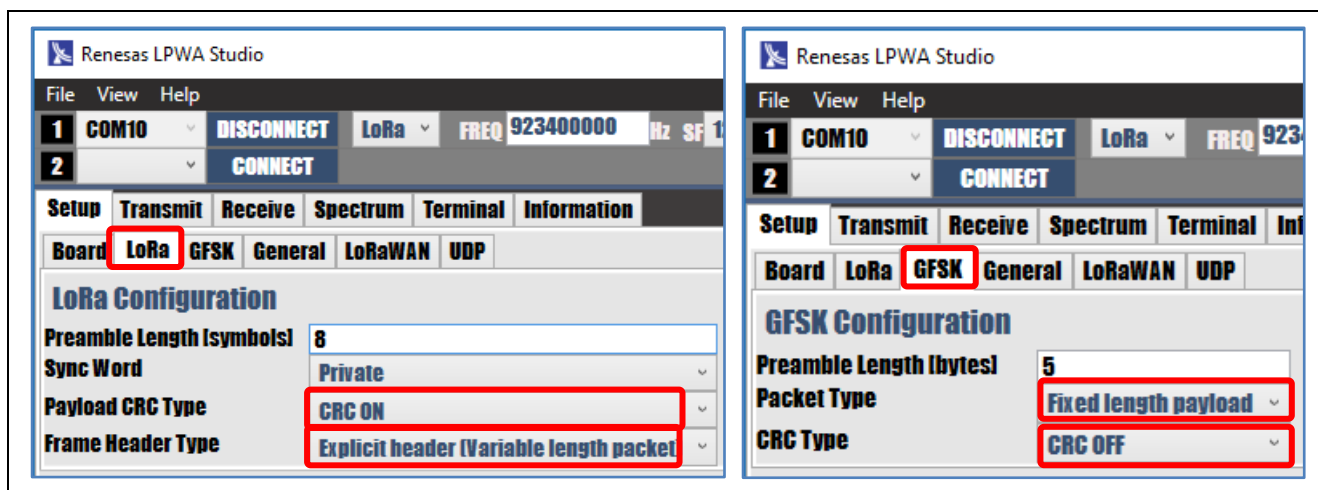 Renesas LPWA Studio
File View Help
1 COM10 DISCONNECT LoRa FREQ 923400000 Hz SF
2 CONNECT
Setup Transmit Receive Spectrum Terminal Information
Board LoRa GFSK General LoRaWAN UDP
LoRa Configuration
Preamble Length [symbols] 8
Sync Word Private
Payload CRC Type CRC ON
Frame Header Type Explicit header (Variable length packet)
Renesas LPWA Studio
File View Help
1 COM10 DISCONNECT LoRa FREQ 923
2 CONNECT
Setup Transmit Receive Spectrum Terminal
Board LoRa GFSK General LoRaWAN UDP
GFSK Configuration
Preamble Length [bytes] 5
Packet Type Fixed length payload
CRC Type CRC OFF